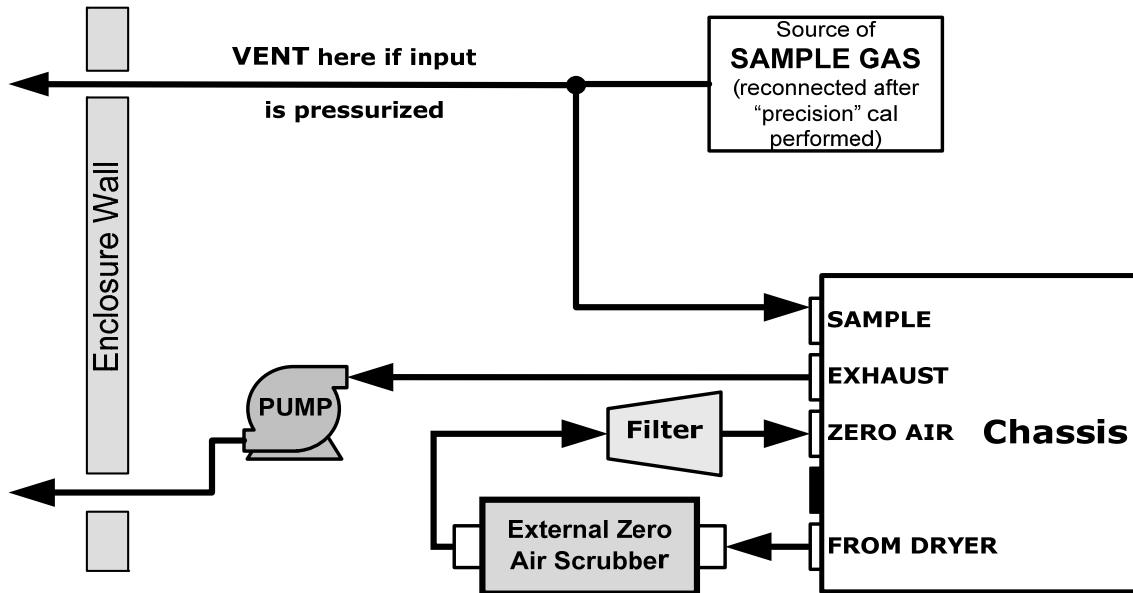 VENT here if input
is pressurized
Source of
SAMPLE GAS
(reconnected after
“precision” cal
performed)
Enclosure Wall
SAMPLE
EXHAUST
PUMP
Filter
ZERO AIR
Chassis
External Zero
Air Scrubber
FROM DRYER